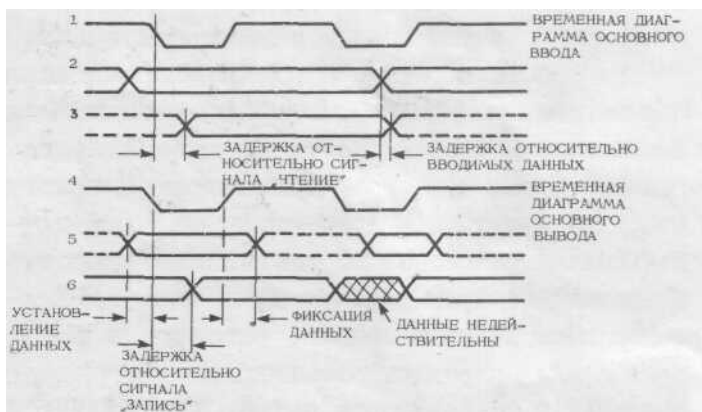 1
ВРЕМЕННАЯ ДИАГ-
РАММА ОСНОВНОГО
ВВОДА
2
3
ЗАДЕРЖКА ОТ-
НОСИТЕЛЬНО СИГ-
НАЛА „ЧТЕНИЕ"
ЗАДЕРЖКА ОТНОСИТЕЛЬНО
ВВОДИМЫХ ДАННЫХ
4
ВРЕМЕННАЯ
ДИАГРАММА
ОСНОВНОГО
ВЫВОДА
5
6
УСТАНОВ-
ЛЕНИЕ
ДАННЫХ
ФИКСАЦИЯ
ДАННЫХ
ДАННЫЕ НЕДЕЙ-
СТВИТЕЛЬНЫ
ЗАДЕРЖКА
ОТНОСИТЕЛЬНО
СИГНАЛА
„ЗАПИСЬ"